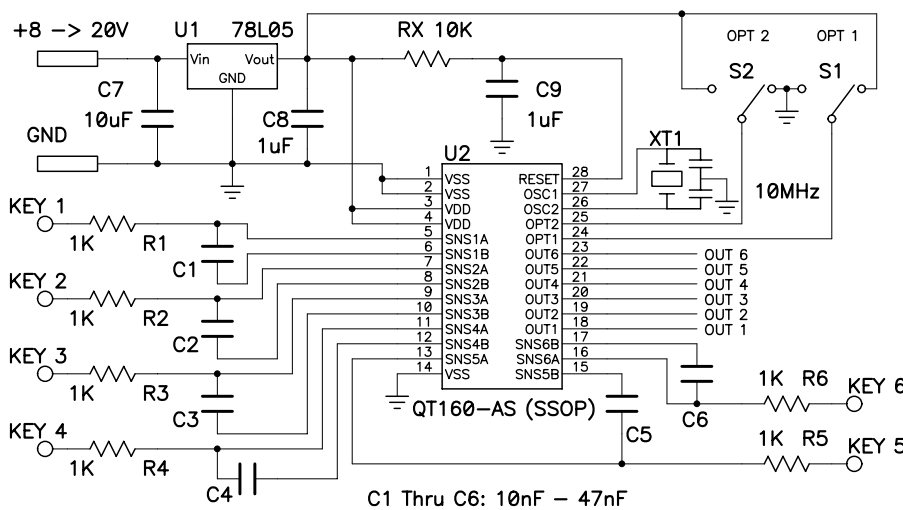 +8 -> 20V
U1
78L05
Vin
Vout
GND
C7
10uF
C8
1uF
GND
RX 10K
C9
1uF
OPT 2
OPT 1
S2
S1
XT1
10MHz
U2
1 VSS
2 VSS
3 VDD
4 VDD
5 SNS1A
6 SNS1B
7 SNS2A
8 SNS2B
9 SNS3A
10 SNS3B
11 SNS4A
12 SNS4B
13 SNS5A
14 VSS
RESET 28
OSC1 27
OSC2 26
OPT2 25
OPT1 24
OUT6 23
OUT5 22
OUT4 21
OUT3 20
OUT2 19
OUT1 18
SNS6B 17
SNS6A 16
SNS5B 15
OUT 6
OUT 5
OUT 4
OUT 3
OUT 2
OUT 1
QT160-AS (SSOP)
KEY 1
1K R1
C1
KEY 2
1K R2
C2
KEY 3
1K R3
C3
KEY 4
1K R4
C4
C5
C6
1K R6
KEY 6
1K R5
KEY 5
C1 Thru C6: 10nF - 47nF